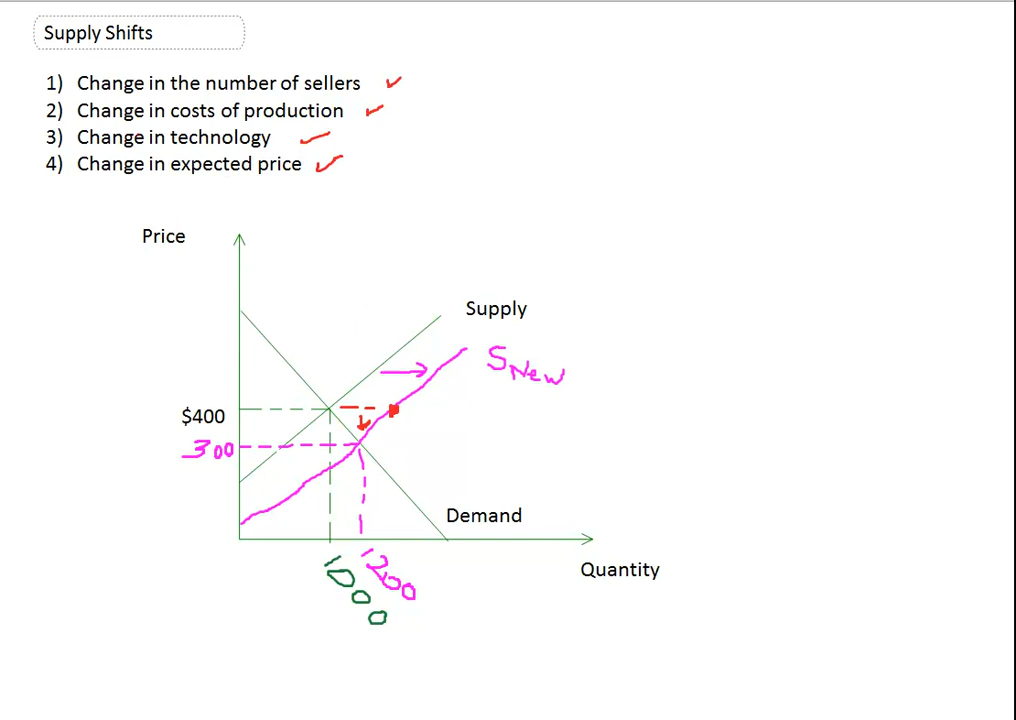 Supply Shifts
1) Change in the number of sellers
2) Change in costs of production
3) Change in technology
4) Change in expected price
Price
Supply
S New
$400
300
Demand
Quantity
1000
1200